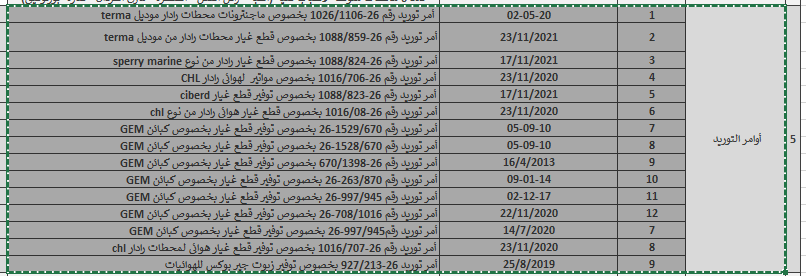 أمر توريد رقم 26-1026/1106 بخصوص ماجنثرونات محطات رادار موديل terma 02-05-20 1
أمر توريد رقم 26-1088/859 بخصوص قطع غيار محطات رادار من موديل terma 23/11/2021 2
أمر توريد رقم 26-1088/824 بخصوص قطع غيار رادار من نوع sperry marine 17/11/2021 3
أمر توريد رقم 26-1016/706 بخصوص مواتير لهوائى رادار CHL 23/11/2020 4
أمر توريد رقم 26-1088/823 بخصوص توفير قطع غيار ciberd 17/11/2021 5
أمر توريد رقم 26-1016/08 بخصوص قطع غيار هوائى رادار من نوع chl 23/11/2020 6
أمر توريد رقم 26-1529/670 بخصوص توفير قطع غيار بخصوص كبائن GEM 05-09-10 7
أمر توريد رقم 26-1528/670 بخصوص توفير قطع غيار بخصوص كبائن GEM 05-09-10 8
أوامر التوريد 5
أمر توريد رقم 26-670/1398 بخصوص توفير قطع غيار بخصوص كبائن GEM 16/4/2013 9
أمر توريد رقم 26-263/870 بخصوص توفير قطع غيار بخصوص كبائن GEM 09-01-14 10
أمر توريد رقم 26-997/945 بخصوص توفير قطع غيار بخصوص كبائن GEM 02-12-17 11
أمر توريد رقم 26-708/1016 بخصوص توفير قطع غيار بخصوص كبائن GEM 22/11/2020 12
أمر توريد رقم26-997/945 بخصوص توفير قطع غيار بخصوص كبائن GEM 14/7/2020 7
أمر توريد رقم 26-1016/707 بخصوص توفير قطع غيار هوائى لمحطات رادار chl 23/11/2020 8
أمر توريد 26-927/213 بخصوص توفير زيوت جير بوكس للهوائيات 25/8/2019 9